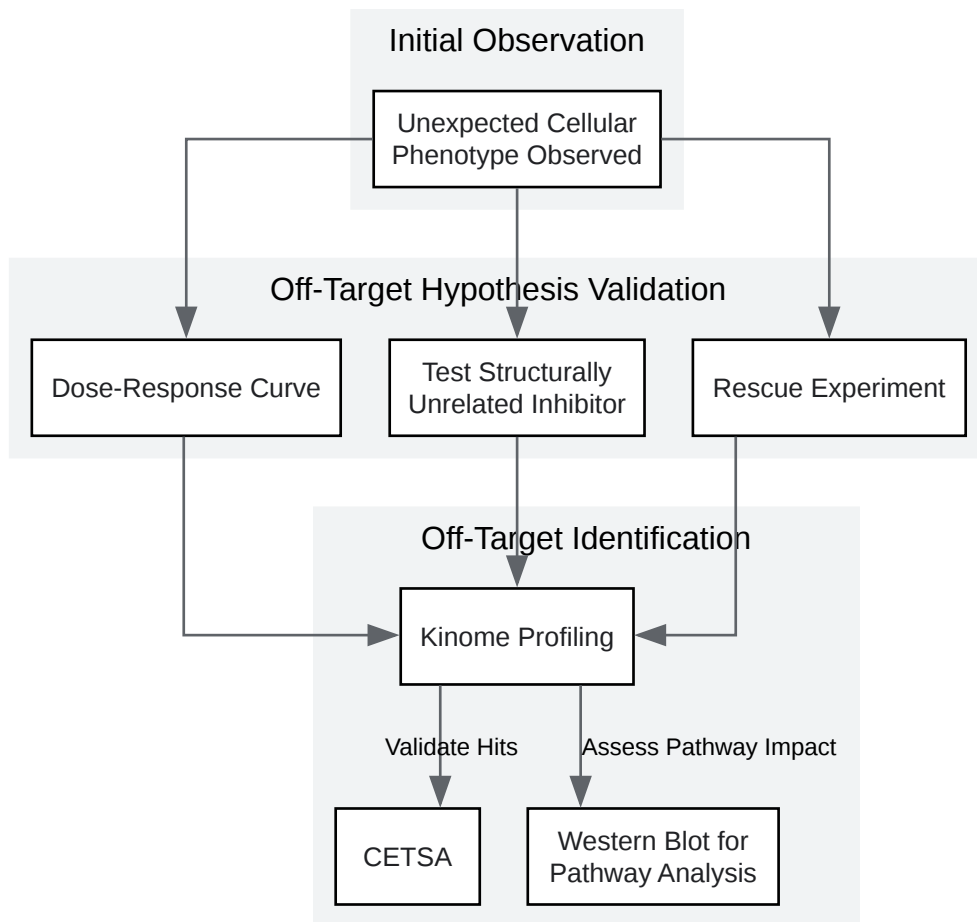 Initial Observation
Unexpected Cellular
Phenotype Observed
Off-Target Hypothesis Validation
Dose-Response Curve
Test Structurally
Unrelated Inhibitor
Rescue Experiment
Off-Target Identification
Kinome Profiling
Validate Hits
Assess Pathway Impact
CETSA
Western Blot for
Pathway Analysis